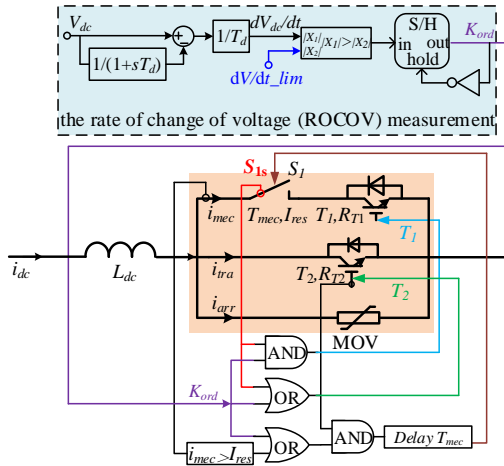 V_dc
1/(1+sT_d)
1/T_d
dV_dc/dt
dV/dt_lim
|X_1|
|X_2|
|X_1|>|X_2|
S/H
in out
hold
K_ord
the rate of change of voltage (ROCOV) measurement
S_1s
S_1
i_mec
T_mec,I_res
T_1,R_T1
T_1
i_dc
L_dc
i_tra
T_2,R_T2
T_2
i_arr
MOV
AND
K_ord
OR
i_mec>I_res
OR
AND
Delay T_mec